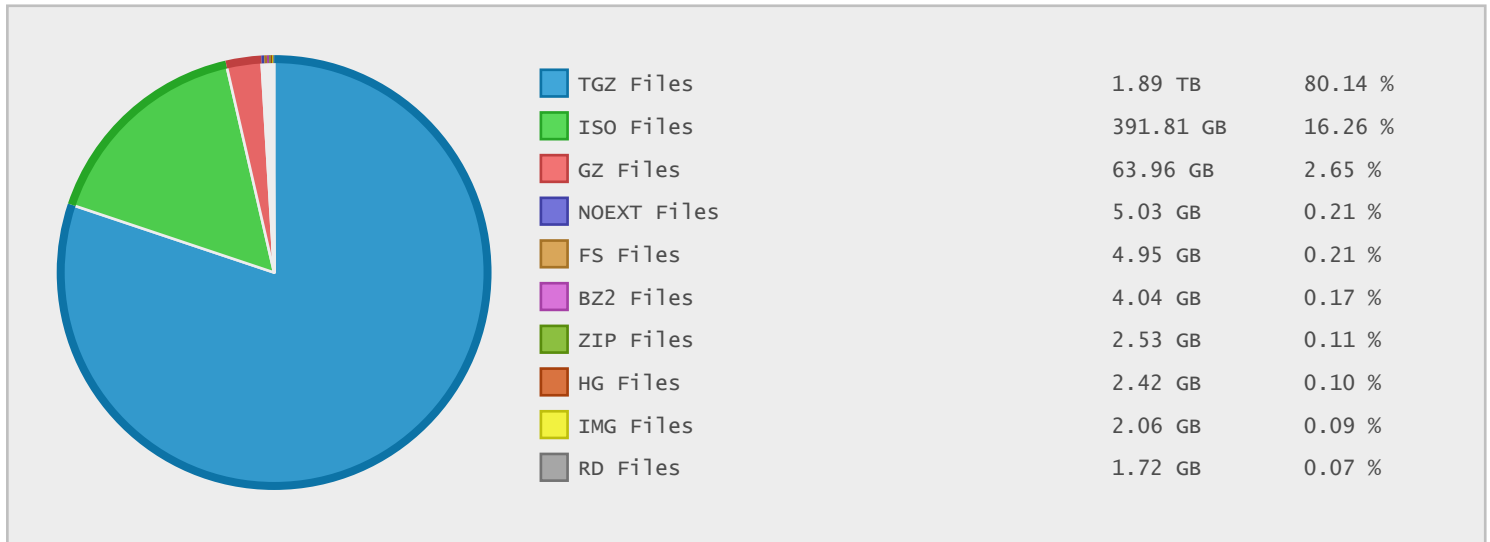 TGZ Files 1.89 TB 80.14 %
ISO Files 391.81 GB 16.26 %
GZ Files 63.96 GB 2.65 %
NOEXT Files 5.03 GB 0.21 %
FS Files 4.95 GB 0.21 %
BZ2 Files 4.04 GB 0.17 %
ZIP Files 2.53 GB 0.11 %
HG Files 2.42 GB 0.10 %
IMG Files 2.06 GB 0.09 %
RD Files 1.72 GB 0.07 %